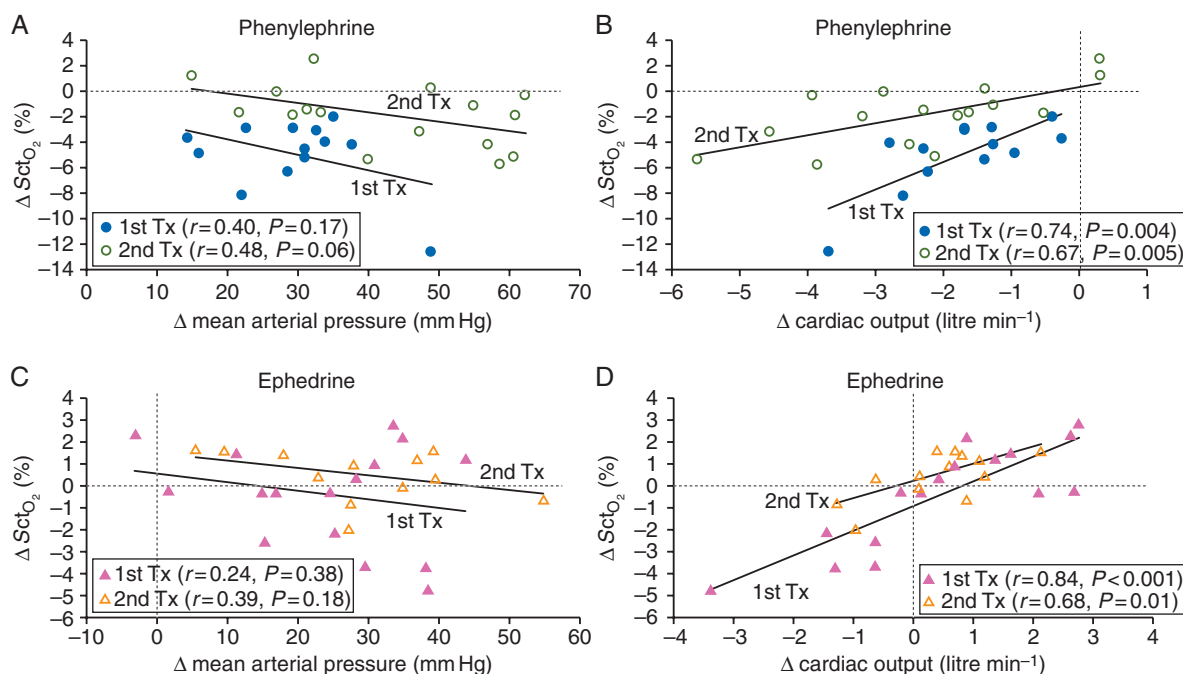 A
Phenylephrine
4
2
0
−2
−4
−6
−8
−10
−12
−14
Δ SctO₂ (%)
2nd Tx
1st Tx
1st Tx (r=0.40, P=0.17)
2nd Tx (r=0.48, P=0.06)
0 10 20 30 40 50 60 70
Δ mean arterial pressure (mm Hg)
B
Phenylephrine
4
2
0
−2
−4
−6
−8
−10
−12
−14
Δ SctO₂ (%)
2nd Tx
1st Tx
1st Tx (r=0.74, P=0.004)
2nd Tx (r=0.67, P=0.005)
−6 −5 −4 −3 −2 −1 0 1
Δ cardiac output (litre min⁻¹)
C
Ephedrine
4
3
2
1
0
−1
−2
−3
−4
−5
−6
Δ SctO₂ (%)
2nd Tx
1st Tx
1st Tx (r=0.24, P=0.38)
2nd Tx (r=0.39, P=0.18)
−10 0 10 20 30 40 50 60
Δ mean arterial pressure (mm Hg)
D
Ephedrine
4
3
2
1
0
−1
−2
−3
−4
−5
−6
Δ SctO₂ (%)
2nd Tx
1st Tx
1st Tx (r=0.84, P<0.001)
2nd Tx (r=0.68, P=0.01)
−4 −3 −2 −1 0 1 2 3 4
Δ cardiac output (litre min⁻¹)